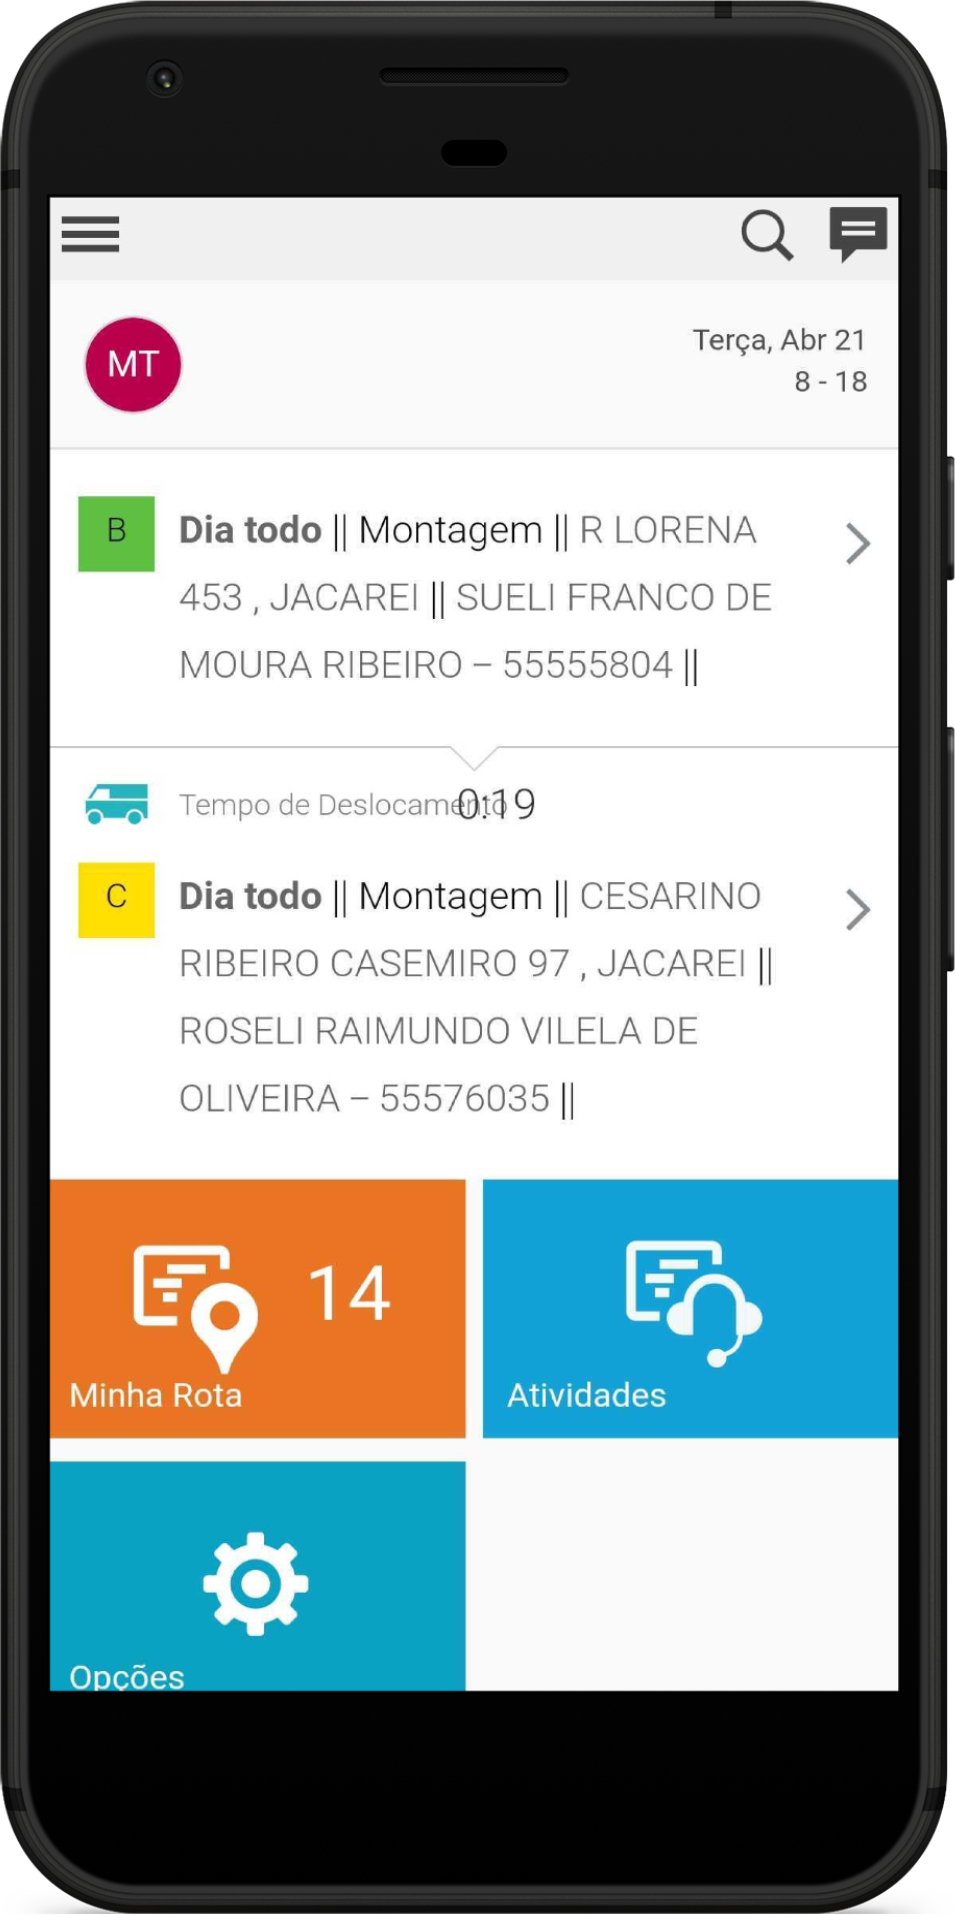 MT
Terça, Abr 21
8 - 18
B
Dia todo || Montagem || R LORENA
453 , JACAREI || SUELI FRANCO DE
MOURA RIBEIRO – 55555804 ||
Tempo de Deslocamento 0:19
C
Dia todo || Montagem || CESARINO
RIBEIRO CASEMIRO 97 , JACAREI ||
ROSELI RAIMUNDO VILELA DE
OLIVEIRA – 55576035 ||
14
Minha Rota
Atividades
Opções